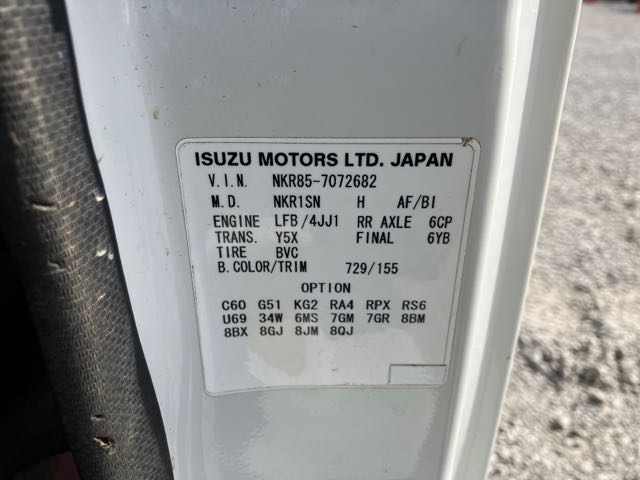 ISUZU MOTORS LTD. JAPAN
V.I.N. NKR85-7072682
M.D. NKR1SN H AF/BI
ENGINE LFB/4JJ1 RR AXLE 6CP
TRANS. Y5X FINAL 6YB
TIRE BVC
B.COLOR/TRIM 729/155
OPTION
C60 G51 KG2 RA4 RPX RS6
U69 34W 6MS 7GM 7GR 8BM
8BX 8GJ 8JM 8QJ